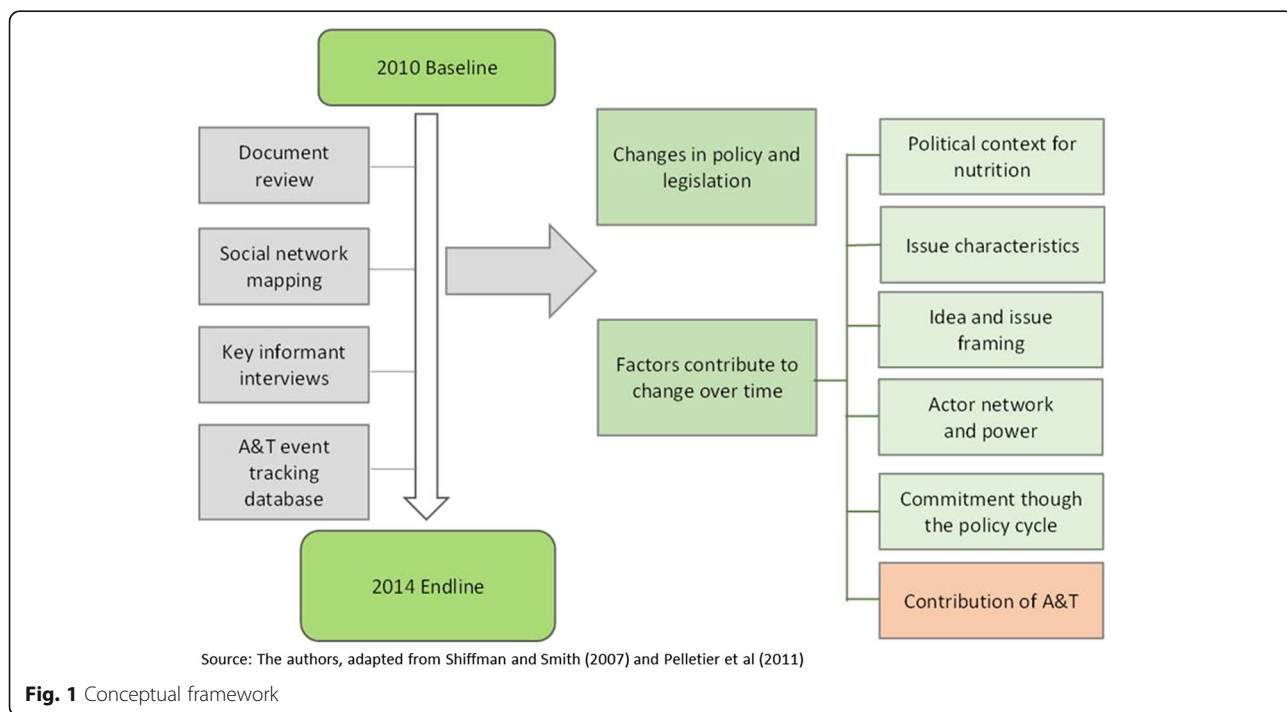 2010 Baseline
Document
review
Social network
mapping
Key informant
interviews
A&T event
tracking
database
2014 Endline
Changes in policy and
legislation
Factors contribute to
change over time
Political context for
nutrition
Issue characteristics
Idea and issue
framing
Actor network
and power
Commitment though
the policy cycle
Contribution of A&T
Source: The authors, adapted from Shiffman and Smith (2007) and Pelletier et al (2011)
Fig. 1 Conceptual framework